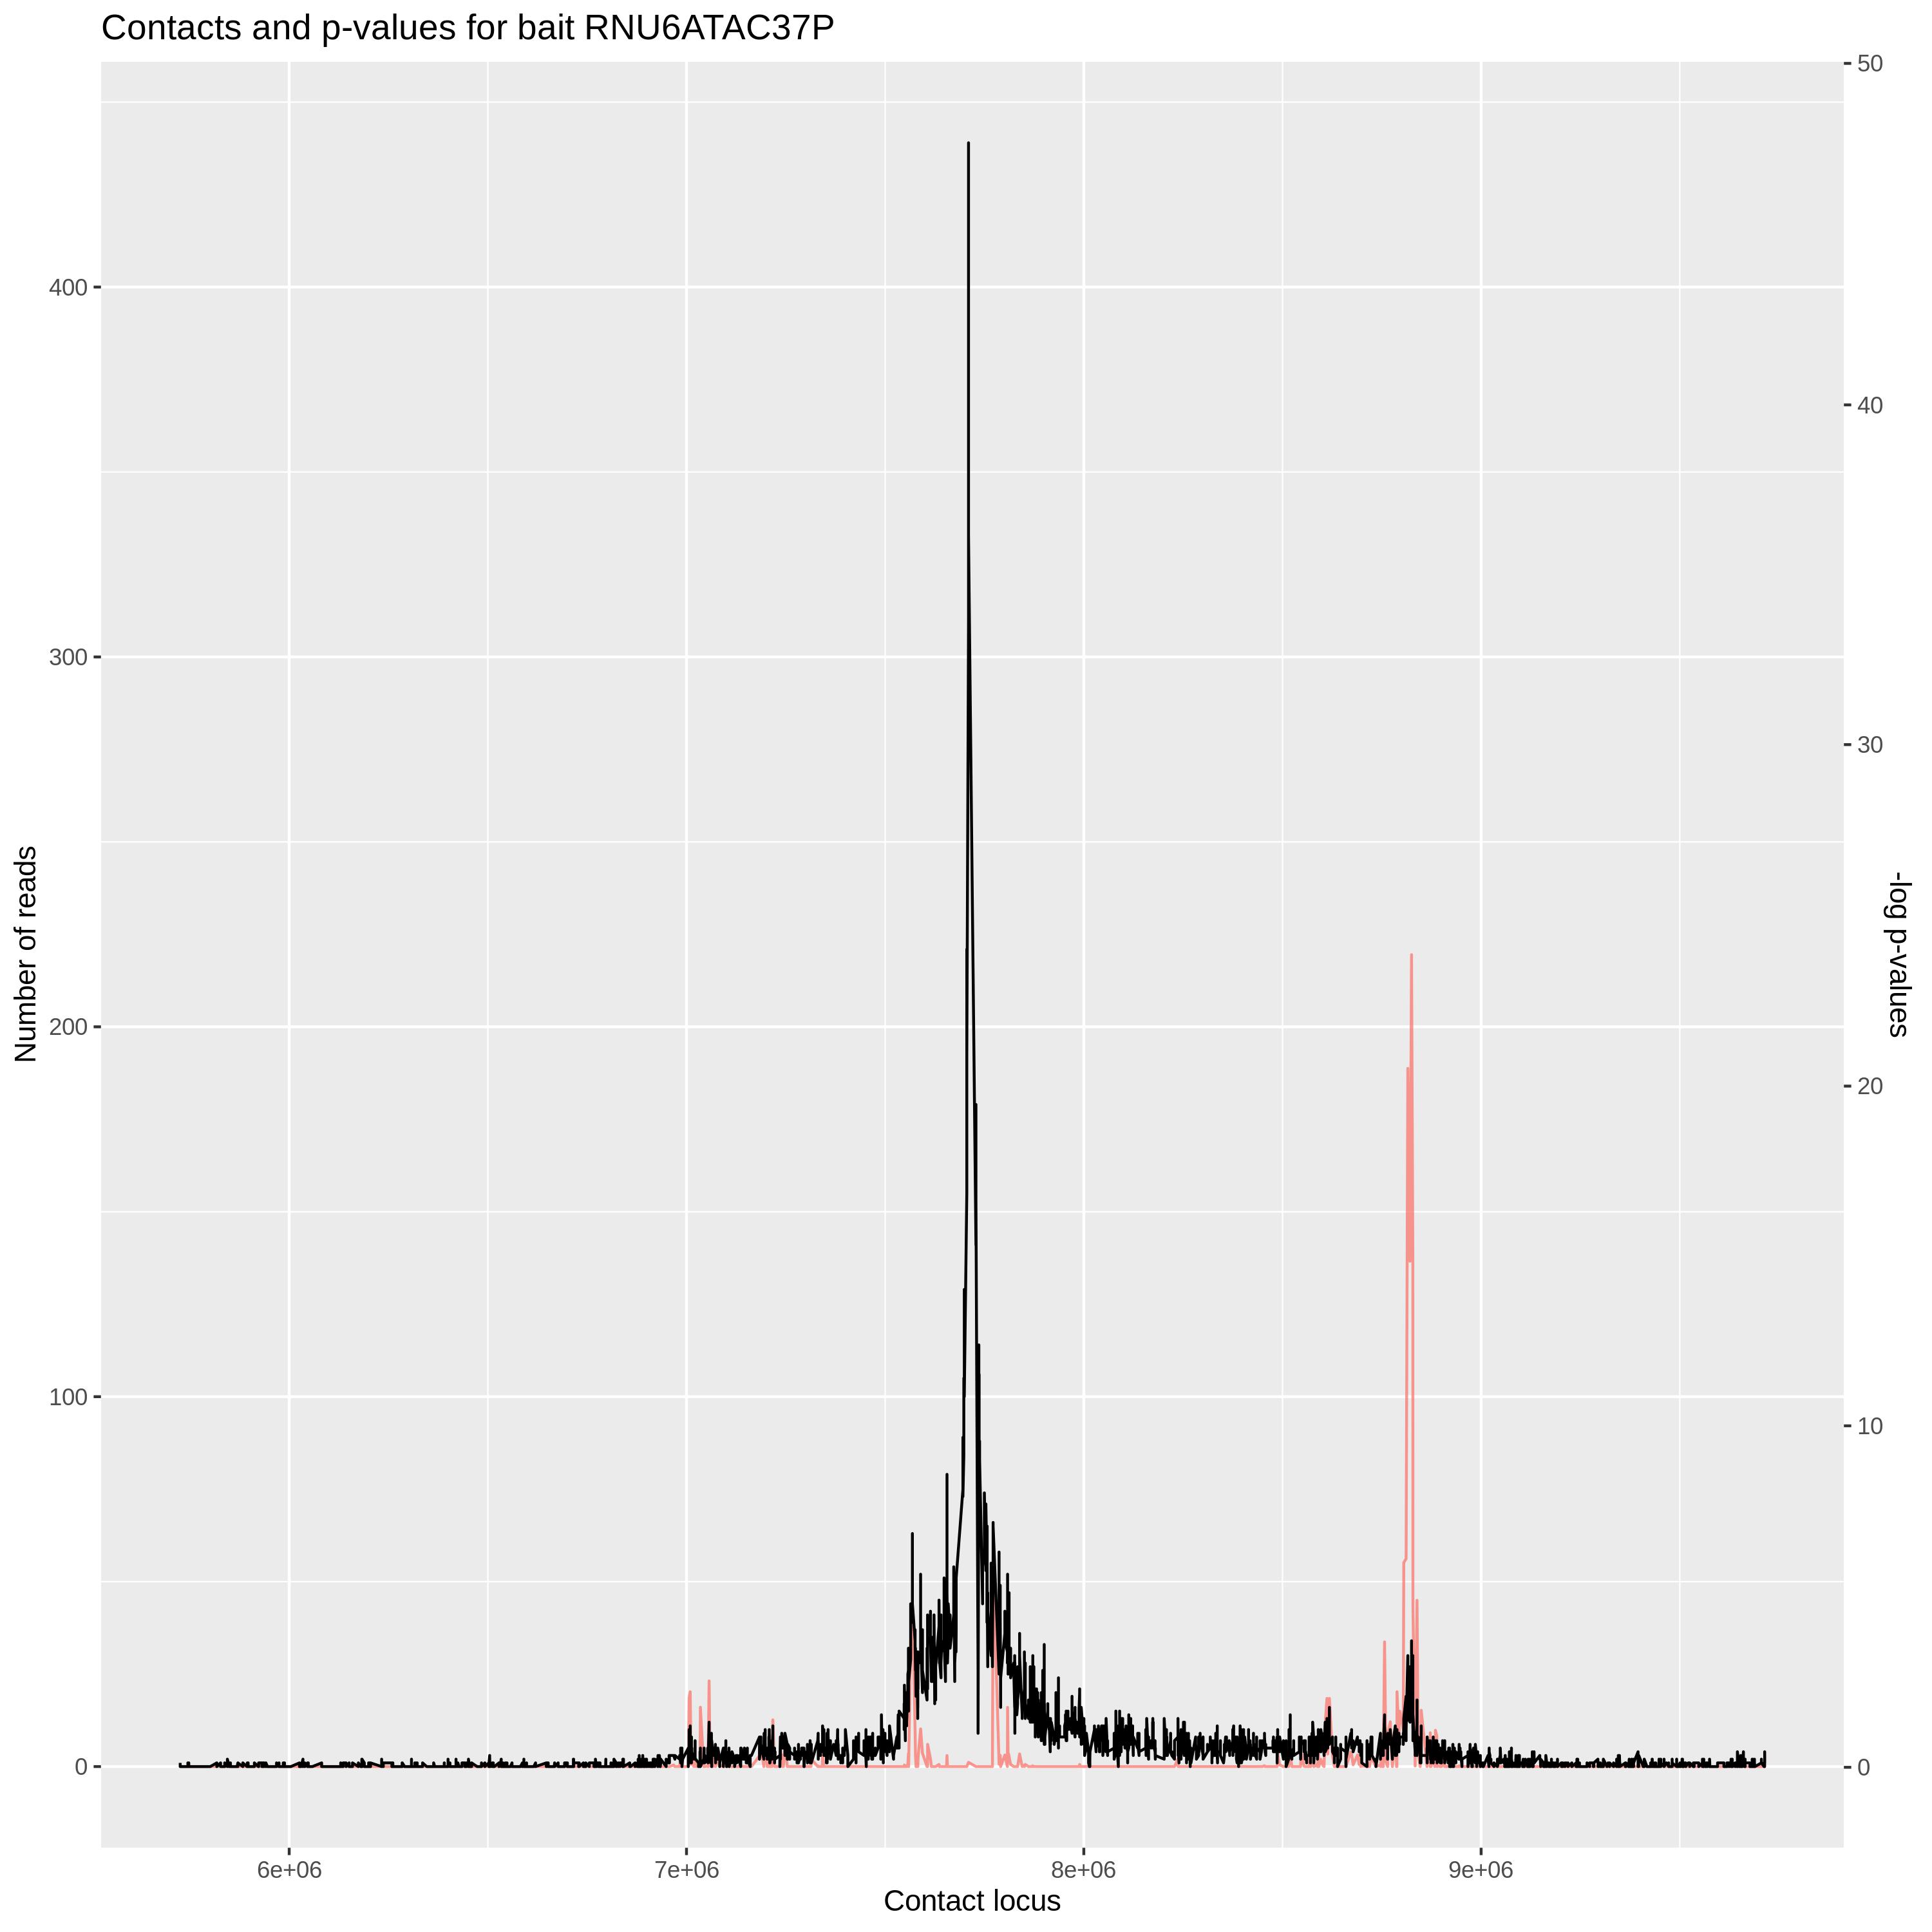 Contacts and p-values for bait RNU6ATAC37P
Number of reads
400
300
200
100
0
50
40
30
20
10
0
-log p-values
6e+06
7e+06
8e+06
9e+06
Contact locus